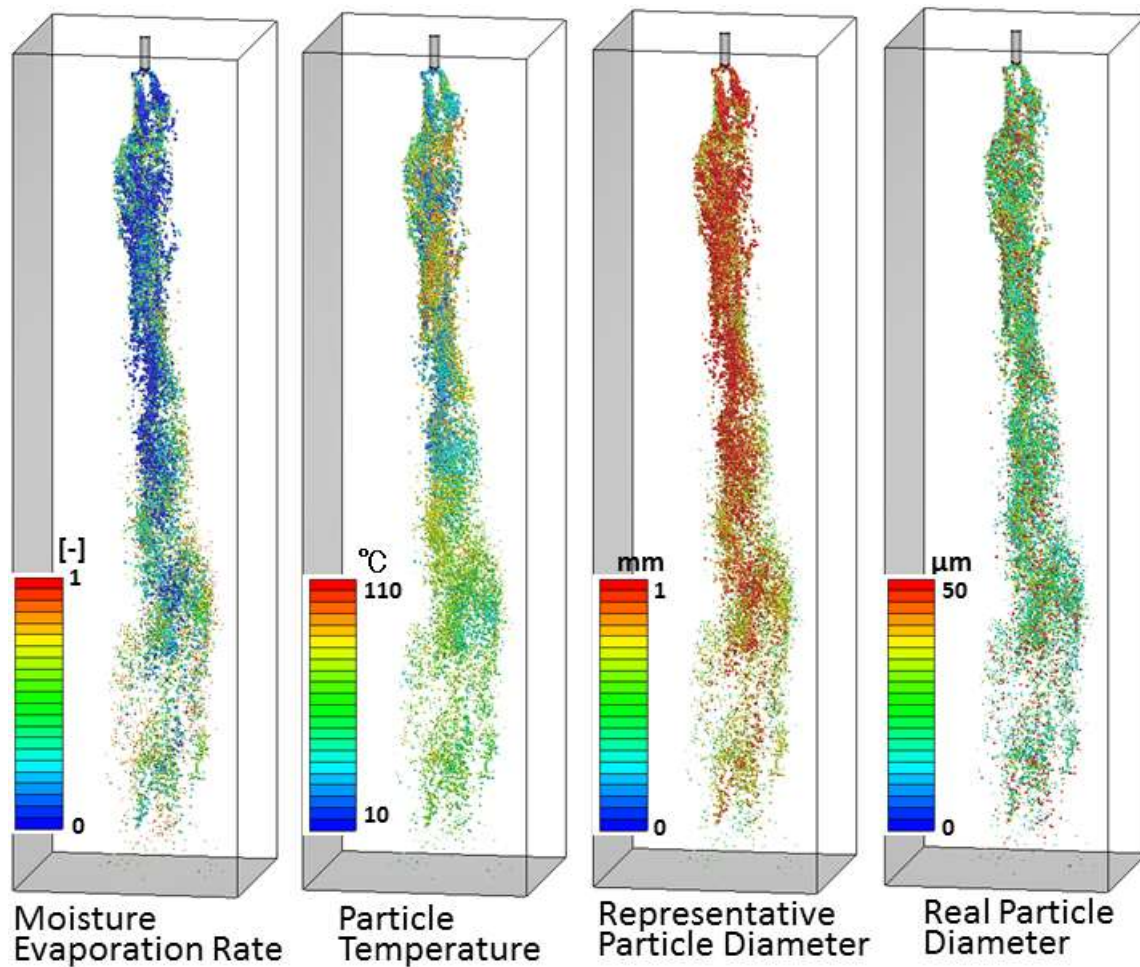 [-]
1
0
℃
110
10
mm
1
0
μm
50
0
Moisture
Evaporation Rate
Particle
Temperature
Representative
Particle Diameter
Real Particle
Diameter